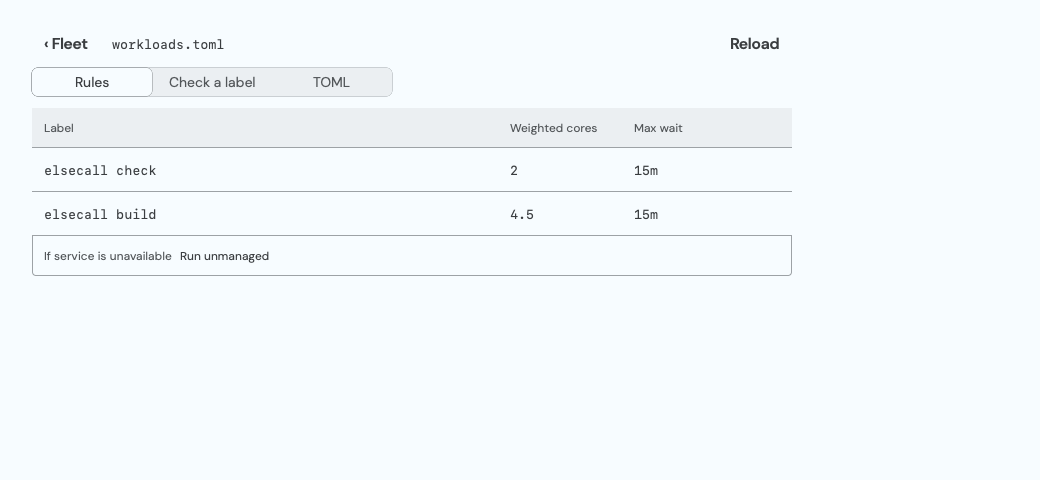 ‹ Fleet workloads.toml Reload
Rules Check a label TOML
Label Weighted cores Max wait
elsecall check 2 15m
elsecall build 4.5 15m
If service is unavailable Run unmanaged